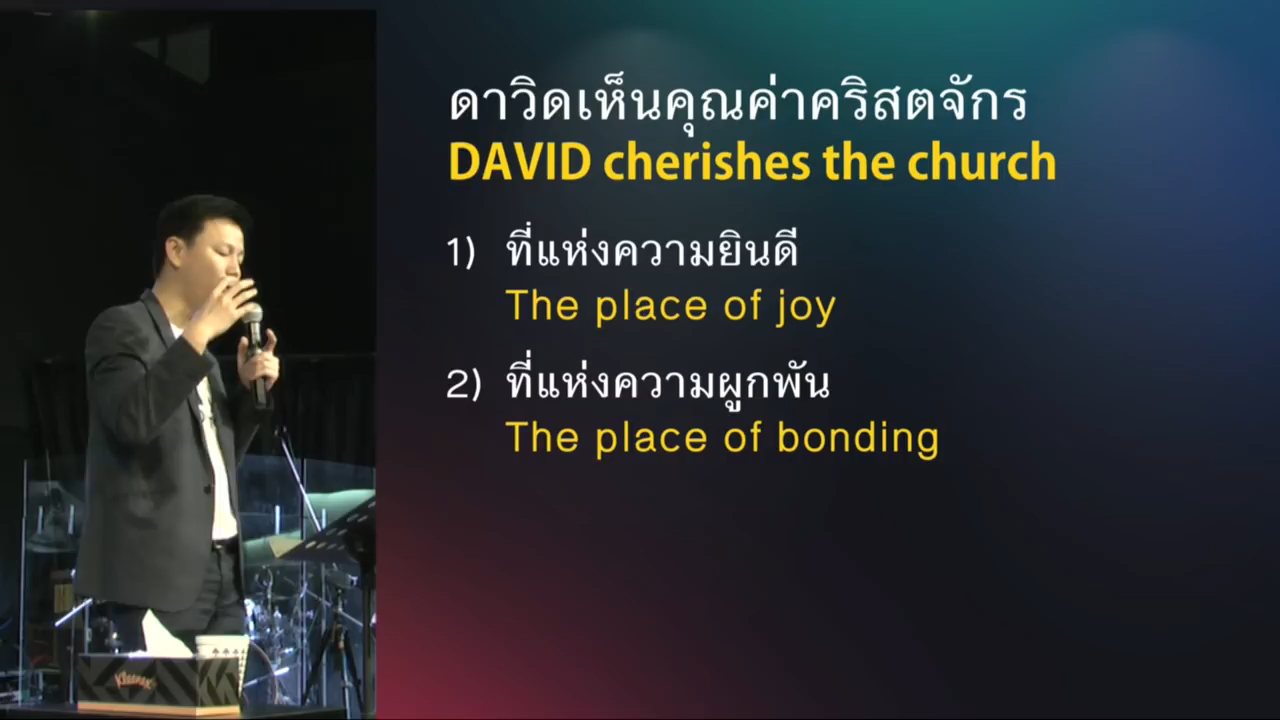 ดาวิดเห็นคุณค่าคริสตจักร
DAVID cherishes the church
1) ที่แห่งความยินดี
The place of joy
2) ที่แห่งความผูกพัน
The place of bonding
Kleenex